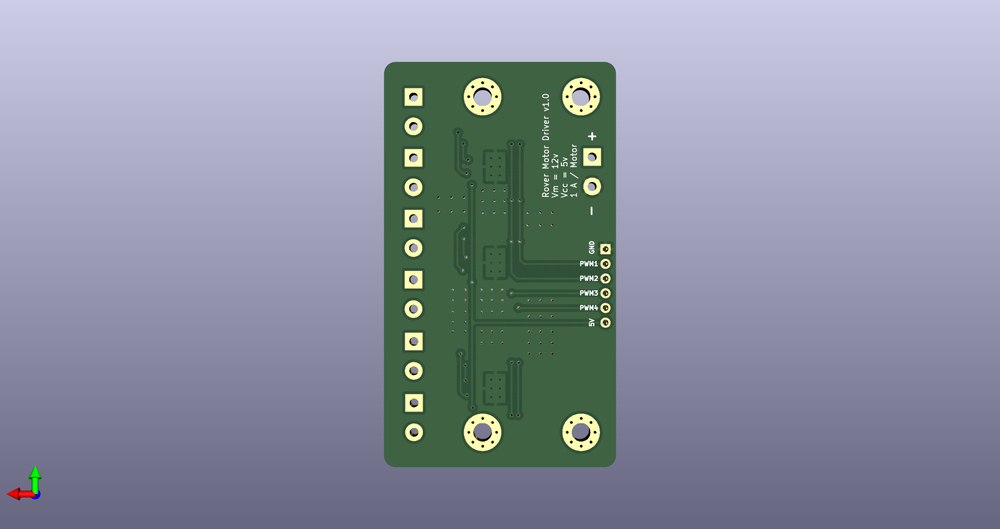 Rover Motor Driver v1.0
Vm = 12v
Vcc = 5v
1 A / Motor
+
-
GND
PWM1
PWM2
PWM3
PWM4
5V